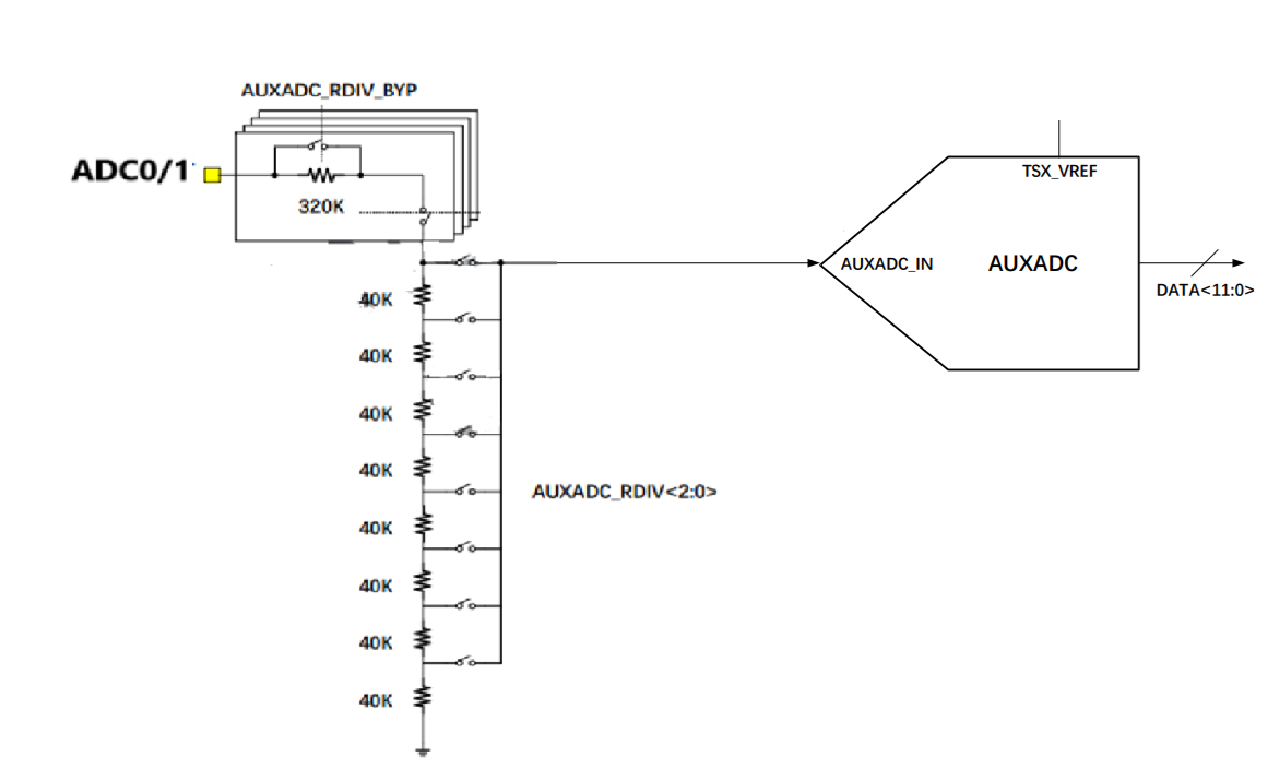 AUXADC_RDIV_BYP
ADC0/1
320K
TSX_VREF
AUXADC_IN
AUXADC
DATA<11:0>
40K
40K
40K
40K
AUXADC_RDIV<2:0>
40K
40K
40K
40K